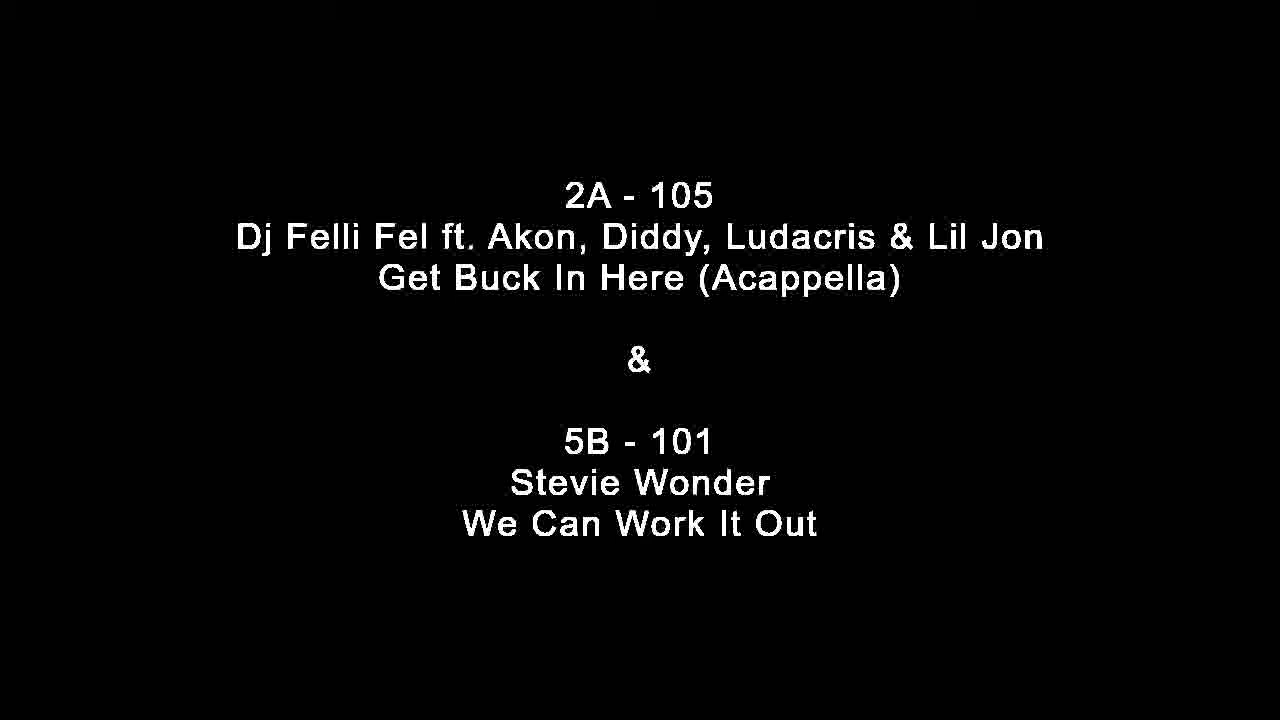 2A - 105
Dj Felli Fel ft. Akon, Diddy, Ludacris & Lil Jon
Get Buck In Here (Acappella)
&
5B - 101
Stevie Wonder
We Can Work It Out